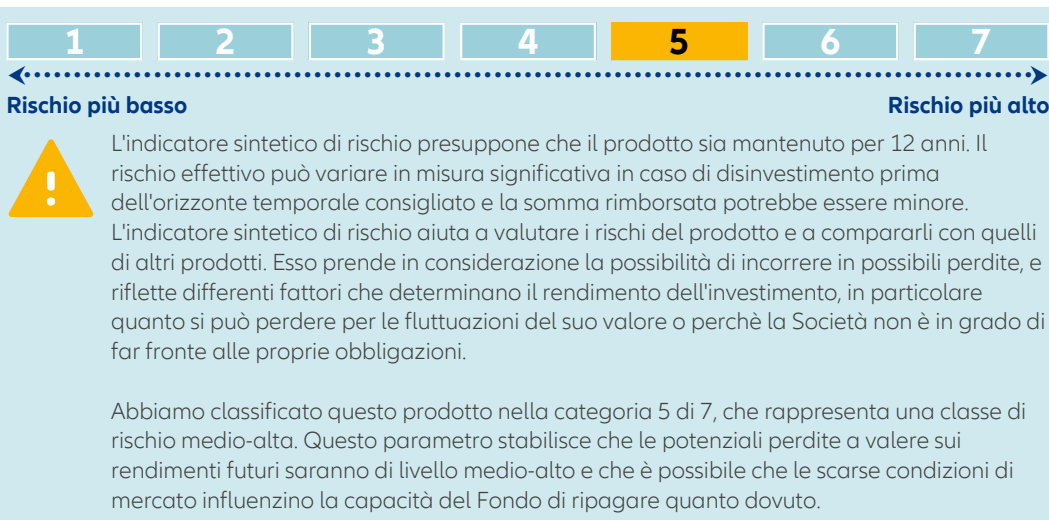 1 2 3 4 5 6 7
Rischio più basso Rischio più alto
L'indicatore sintetico di rischio presuppone che il prodotto sia mantenuto per 12 anni. Il
rischio effettivo può variare in misura significativa in caso di disinvestimento prima
dell'orizzonte temporale consigliato e la somma rimborsata potrebbe essere minore.
L'indicatore sintetico di rischio aiuta a valutare i rischi del prodotto e a compararli con quelli
di altri prodotti. Esso prende in considerazione la possibilità di incorrere in possibili perdite, e
riflette differenti fattori che determinano il rendimento dell'investimento, in particolare
quanto si può perdere per le fluttuazioni del suo valore o perchè la Società non è in grado di
far fronte alle proprie obbligazioni.
Abbiamo classificato questo prodotto nella categoria 5 di 7, che rappresenta una classe di
rischio medio-alta. Questo parametro stabilisce che le potenziali perdite a valere sui
rendimenti futuri saranno di livello medio-alto e che è possibile che le scarse condizioni di
mercato influenzino la capacità del Fondo di ripagare quanto dovuto.